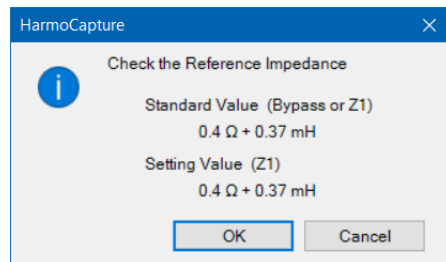 HarmoCapture
Check the Reference Impedance
Standard Value (Bypass or Z1)
0.4 Ω + 0.37 mH
Setting Value (Z1)
0.4 Ω + 0.37 mH
OK Cancel